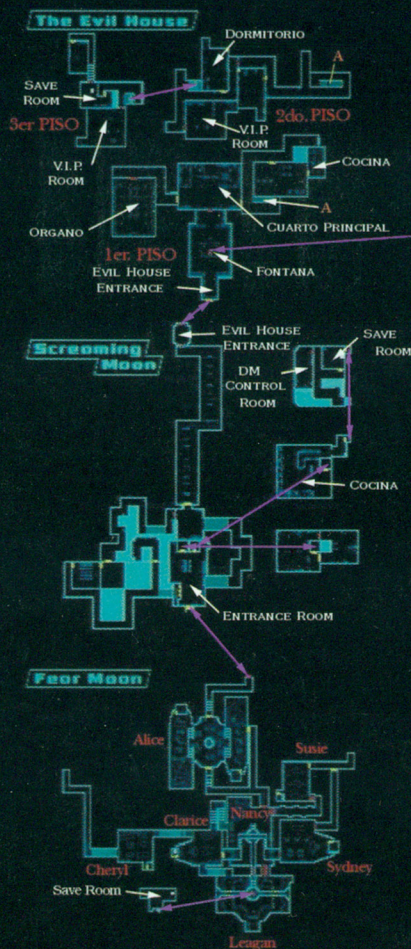 The Evil House
DORMITORIO
A
SAVE
ROOM
3er PISO
2do. PISO
V.I.P.
ROOM
V.I.P.
ROOM
COCINA
A
ORGANO
CUARTO PRINCIPAL
1er. PISO
EVIL HOUSE
ENTRANCE
FONTANA
EVIL HOUSE
ENTRANCE
Screaming
Moon
SAVE
ROOM
DM
CONTROL
ROOM
COCINA
ENTRANCE ROOM
Fear Moon
Alice
Susie
Clarice
Nancy
Cheryl
Sydney
Save Room
Leagan